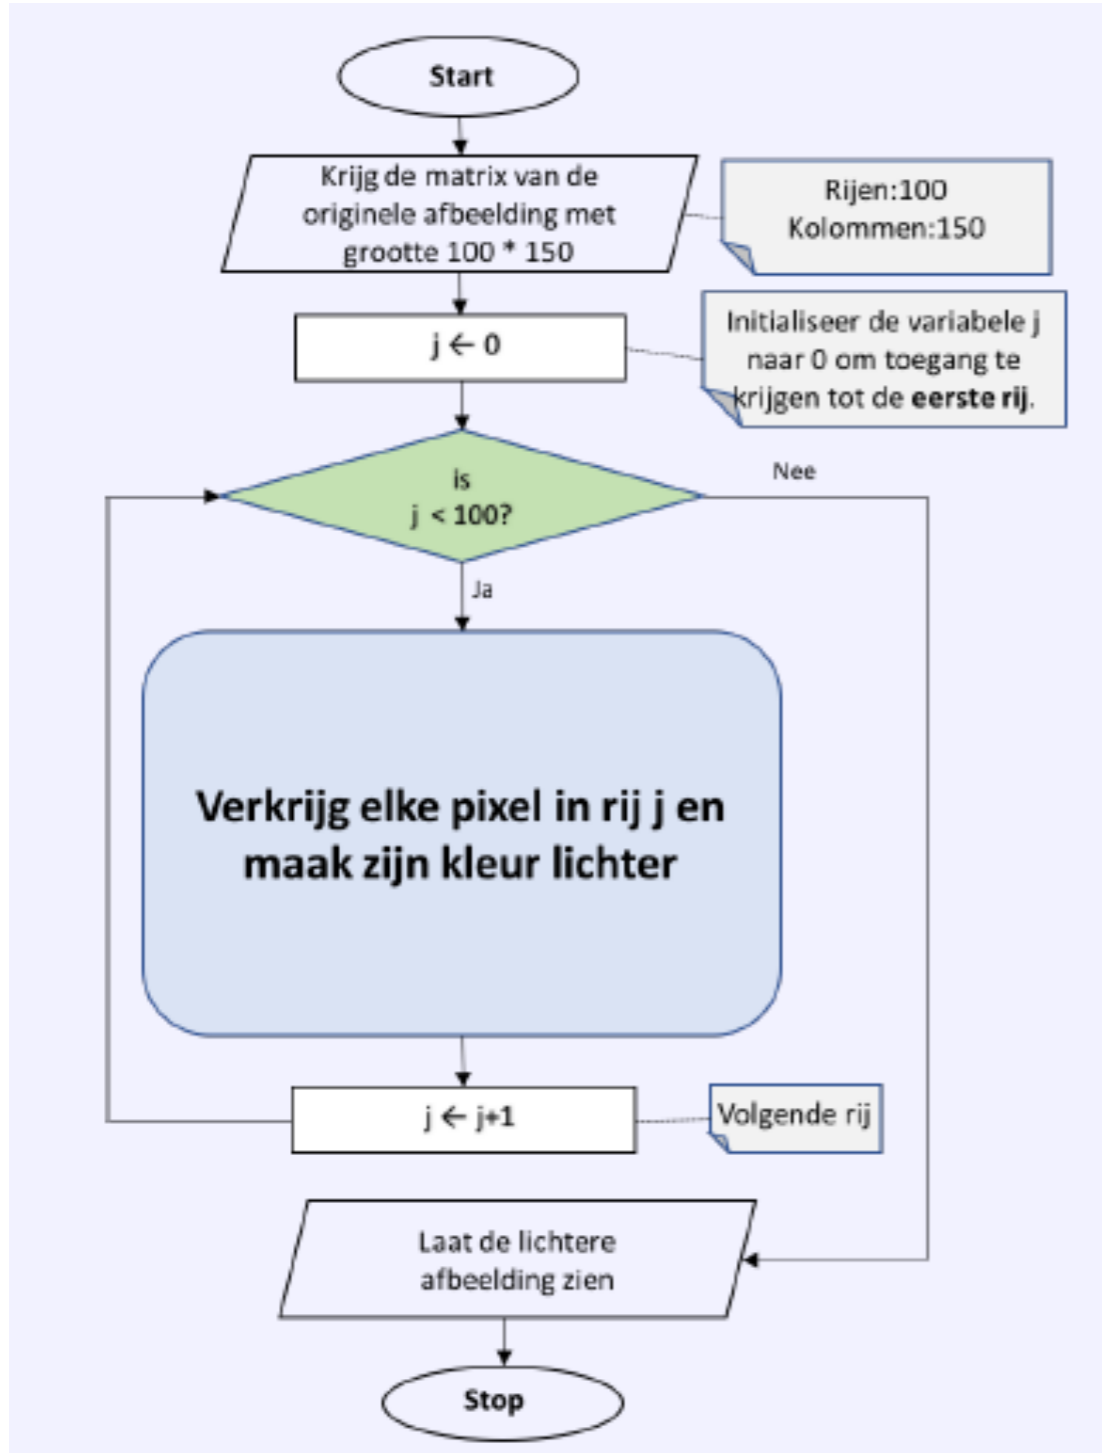 Start
Krijg de matrix van de
originele afbeelding met
grootte 100 * 150
Rijen:100
Kolommen:150
j ← 0
Initialiseer de variabele j
naar 0 om toegang te
krijgen tot de eerste rij.
is
j < 100?
Nee
Ja
Verkrijg elke pixel in rij j en
maak zijn kleur lichter
j ← j+1
Volgende rij
Laat de lichtere
afbeelding zien
Stop